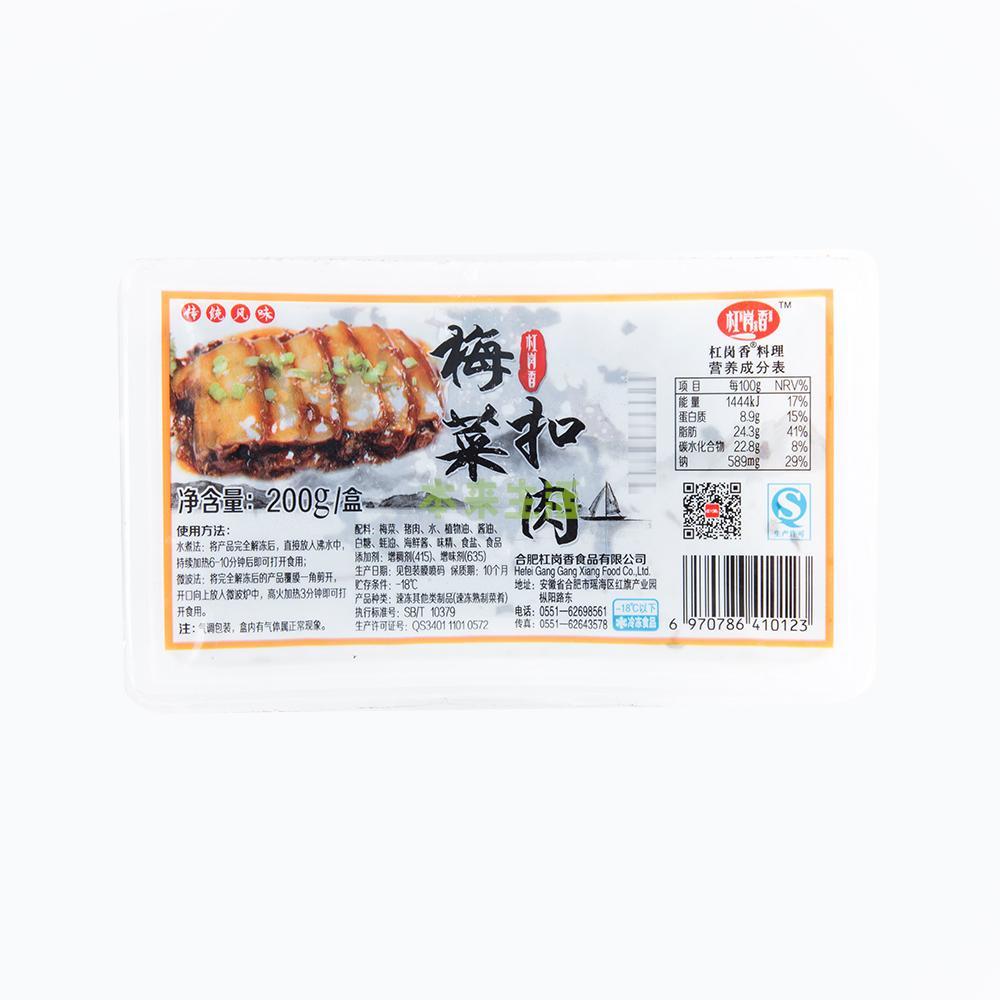 传统风味
梅菜
扣肉
杠岗香
杠岗香
TM
杠岗香®料理
营养成分表
项目 每100g NRV%
能量 1444kJ 17%
蛋白质 8.9g 15%
脂肪 24.3g 41%
碳水化合物 22.8g 8%
钠 589mg 29%
净含量：200g/盒
本来生活
使用方法：
水煮法：将产品完全解冻后，直接放入沸水中，
持续加热6-10分钟后即可打开食用；
微波法：将完全解冻后的产品覆膜一角剪开，
开口向上放入微波炉中，高火加热3分钟即可打
开食用。
注：气调包装，盒内有气体属正常现象。
配料：梅菜、猪肉、水、植物油、酱油、
白糖、蚝油、海鲜酱、味精、食盐、食品
添加剂：增稠剂(415)、增味剂(635)
生产日期：见包装膜喷码 保质期：10个月
贮存条件：-18℃
产品种类：速冻其他类制品(速冻熟制菜肴)
执行标准号：SB/T 10379
生产许可证号：QS3401 1101 0572
合肥杠岗香食品有限公司
Hefei Gang Gang Xiang Food Co.,Ltd.
地址：安徽省合肥市瑶海区红旗产业园
枞阳路东
电话：0551-62698561
传真：0551-62643578
-18℃以下
冷冻食品
生产许可
6 970786 410123